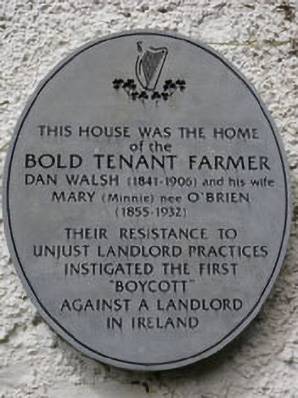 THIS HOUSE WAS THE HOME
of the
BOLD TENANT FARMER
DAN WALSH (1841-1906) and his wife
MARY (Minnie) nee O'BRIEN
(1855-1932)
THEIR RESISTANCE TO
UNJUST LANDLORD PRACTICES
INSTIGATED THE FIRST
"BOYCOTT"
AGAINST A LANDLORD
IN IRELAND